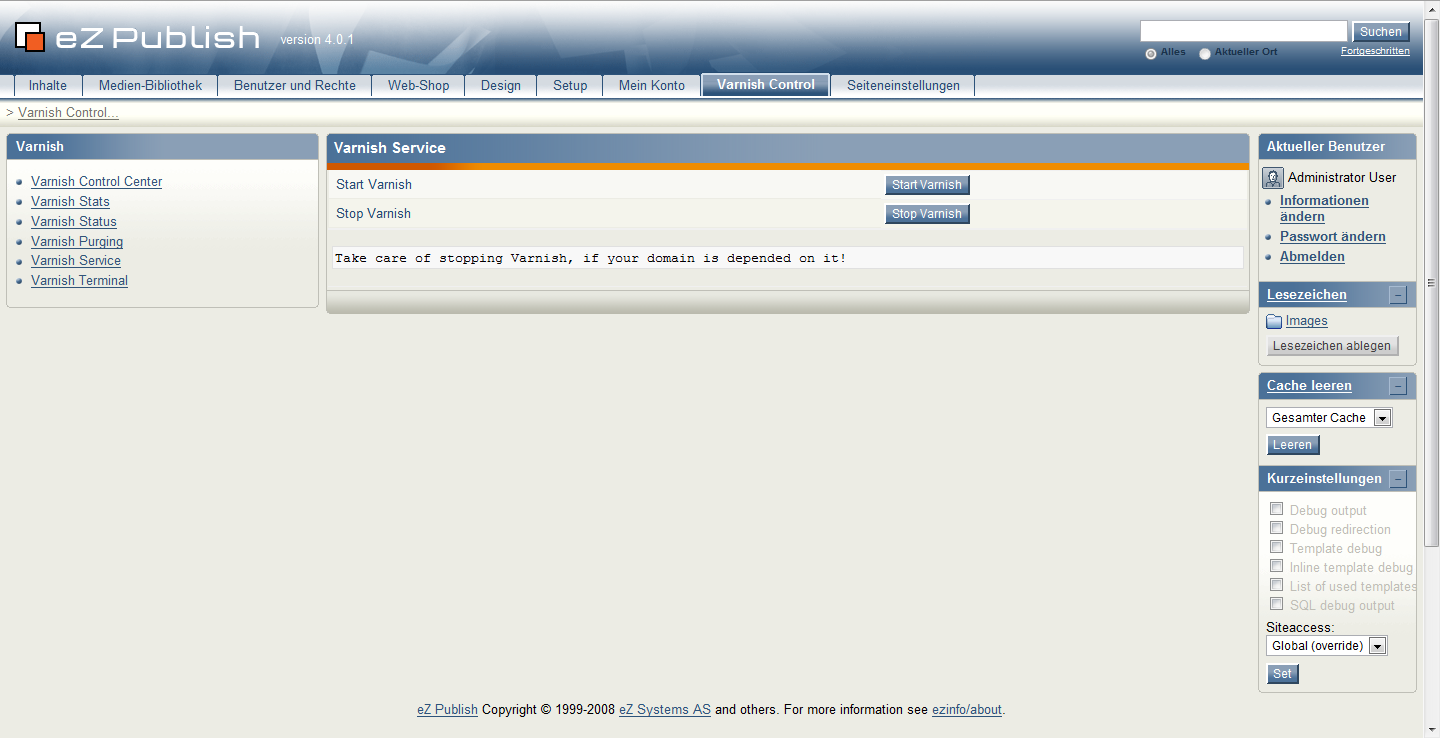 eZ Publish version 4.0.1
Suchen
Alles Aktueller Ort Fortgeschritten
Inhalte Medien-Bibliothek Benutzer und Rechte Web-Shop Design Setup Mein Konto Varnish Control Seiteneinstellungen
> Varnish Control...
Varnish
Varnish Control Center
Varnish Stats
Varnish Status
Varnish Purging
Varnish Service
Varnish Terminal
Varnish Service
Start Varnish Start Varnish
Stop Varnish Stop Varnish
Take care of stopping Varnish, if your domain is depended on it!
Aktueller Benutzer
Administrator User
Informationen
ändern
Passwort ändern
Abmelden
Lesezeichen
Images
Lesezeichen ablegen
Cache leeren
Gesamter Cache
Leeren
Kurzeinstellungen
Debug output
Debug redirection
Template debug
Inline template debug
List of used templates
SQL debug output
Siteaccess:
Global (override)
Set
eZ Publish Copyright © 1999-2008 eZ Systems AS and others. For more information see ezinfo/about.